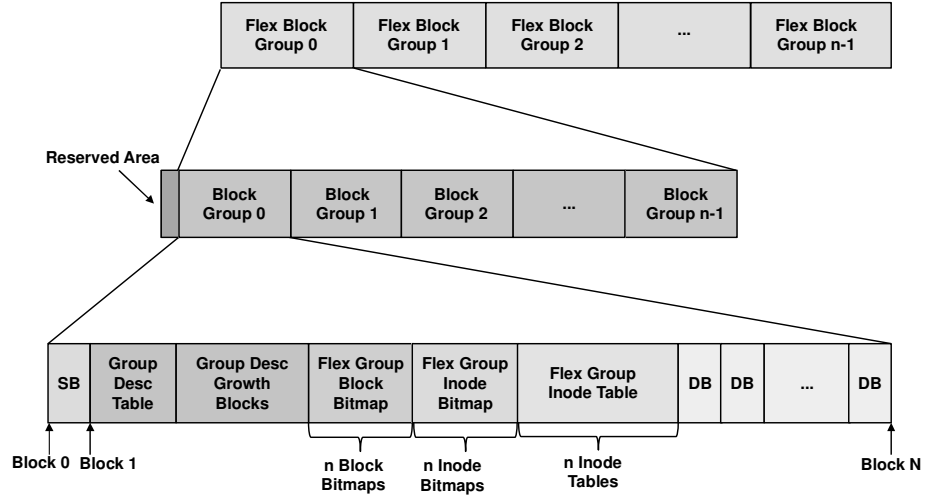 Flex Block
Group 0
Flex Block
Group 1
Flex Block
Group 2
...
Flex Block
Group n-1
Reserved Area
Block
Group 0
Block
Group 1
Block
Group 2
...
Block
Group n-1
SB
Group
Desc
Table
Group Desc
Growth
Blocks
Flex Group
Block
Bitmap
Flex Group
Inode
Bitmap
Flex Group
Inode Table
DB
DB
...
DB
Block 0
Block 1
n Block
Bitmaps
n Inode
Bitmaps
n Inode
Tables
Block N